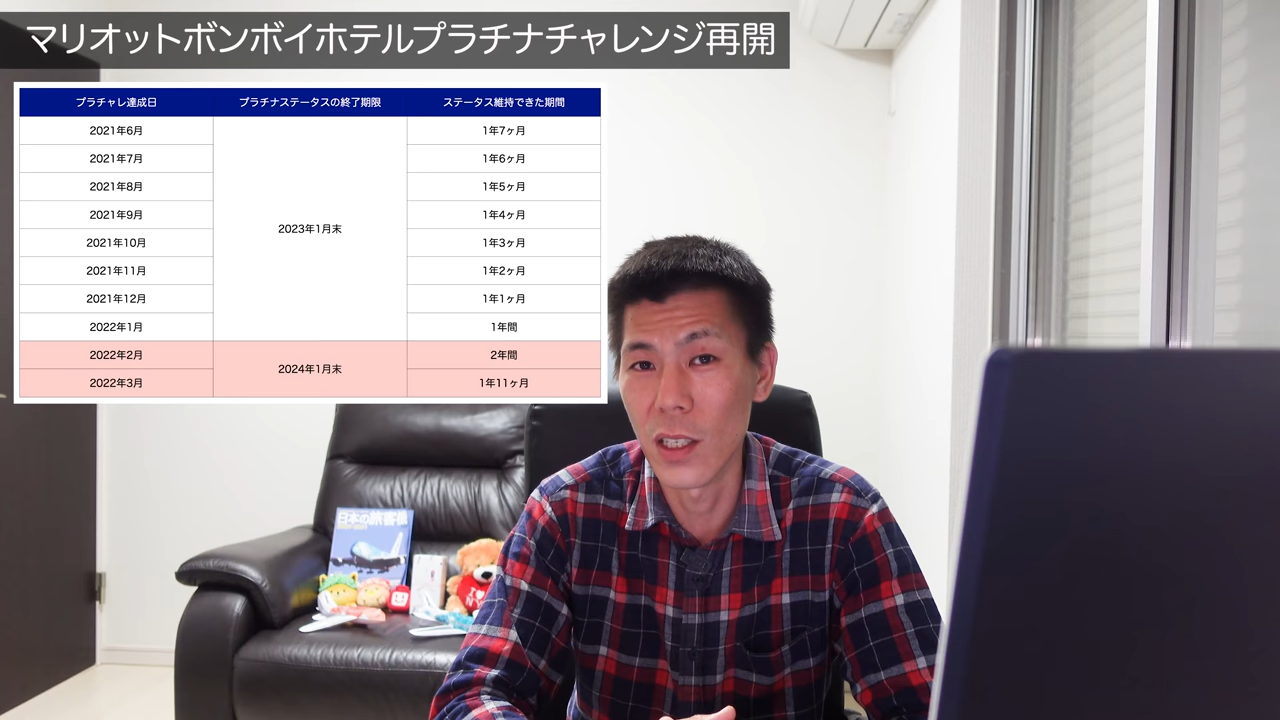 マリオットボンボイホテルプラチナチャレンジ再開
プラチャレ達成日 プラチナステータスの終了期限 ステータス維持できた期間
2021年6月 1年7ヶ月
2021年7月 1年6ヶ月
2021年8月 1年5ヶ月
2021年9月 1年4ヶ月
2023年1月末
2021年10月 1年3ヶ月
2021年11月 1年2ヶ月
2021年12月 1年1ヶ月
2022年1月 1年間
2022年2月 2年間
2024年1月末
2022年3月 1年11ヶ月
日本の旅客機